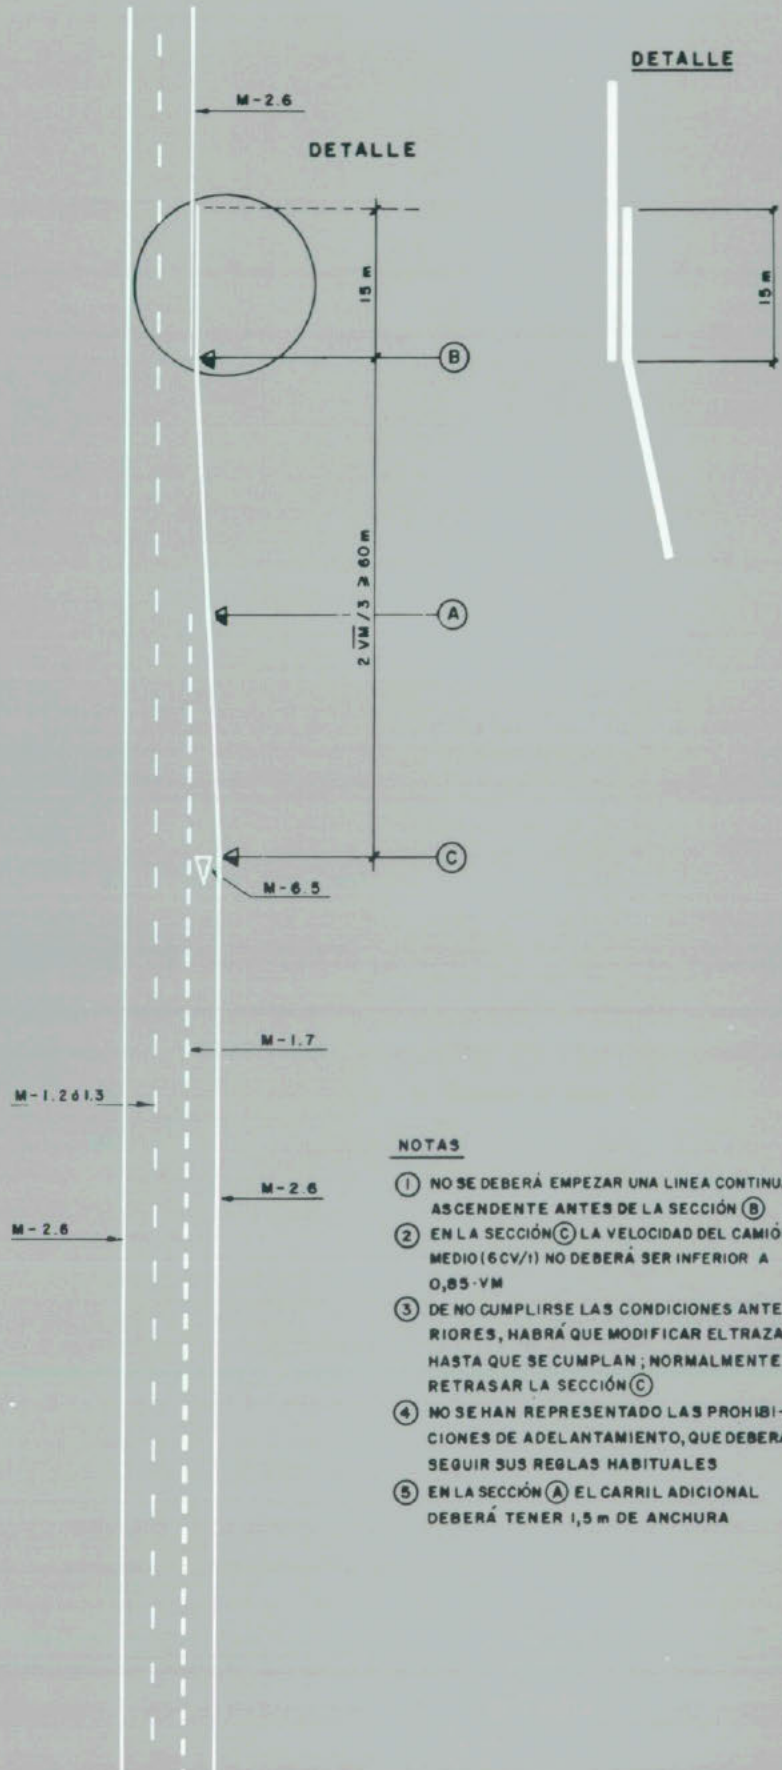 DETALLE
M-2.6
DETALLE
15 m
15 m
B
2 VM/3 ≥ 60m
A
C
M-6.5
M-1.7
M-1.2 ó 1.3
M-2.6
M-2.6
NOTAS
1 NO SE DEBERÁ EMPEZAR UNA LINEA CONTINU
ASCENDENTE ANTES DE LA SECCIÓN B
2 EN LA SECCIÓN C LA VELOCIDAD DEL CAMIÓ
MEDIO (6CV/t) NO DEBERÁ SER INFERIOR A
0,85·VM
3 DE NO CUMPLIRSE LAS CONDICIONES ANTE
RIORES, HABRÁ QUE MODIFICAR EL TRAZA
HASTA QUE SE CUMPLAN; NORMALMENTE
RETRASAR LA SECCIÓN C
4 NO SE HAN REPRESENTADO LAS PROHIBI-
CIONES DE ADELANTAMIENTO, QUE DEBERÁ
SEGUIR SUS REGLAS HABITUALES
5 EN LA SECCIÓN A EL CARRIL ADICIONAL
DEBERÁ TENER 1,5 m DE ANCHURA